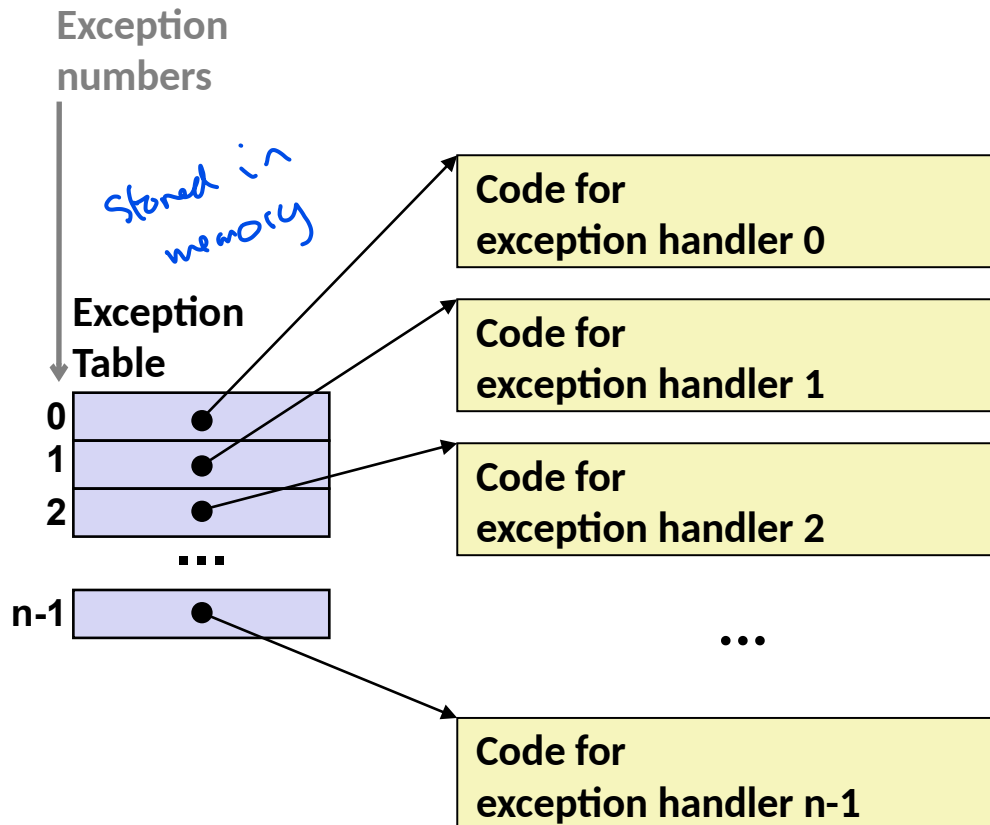 Exception
numbers
Stored in
memory
Exception
Table
0
1
2
...
n-1
Code for
exception handler 0
Code for
exception handler 1
Code for
exception handler 2
...
Code for
exception handler n-1